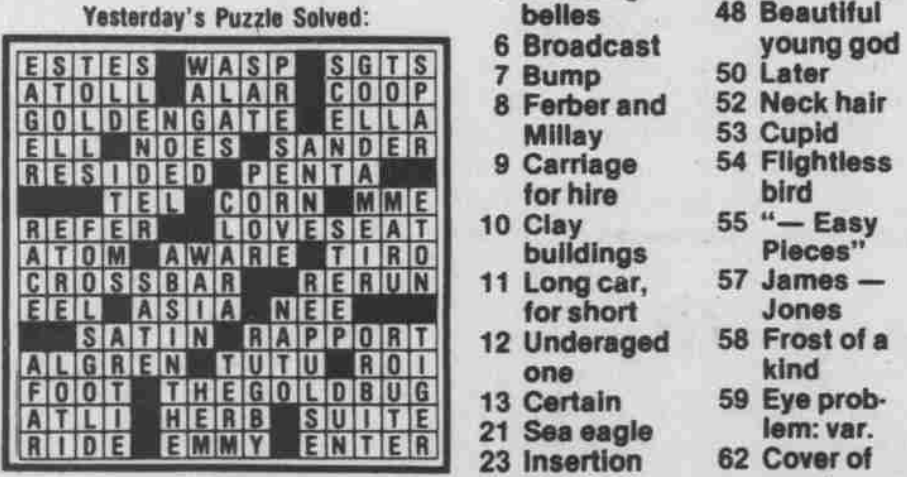 Yesterday's Puzzle Solved:
ESTES WASP SGTS
ATOLL ALAR COOP
GOLDENGATE ELLA
ELL NOES SANDER
RESIDED PENTA
TEL CORN MME
REFER LOVESEAT
ATOM AWARE TIRO
CROSSBAR RERUN
EEL ASIA NEE
SATIN RAPPORT
ALGREN TUTU ROI
FOOT THEGOLDBUG
ATLI HERB SUITE
RIDE EMMY ENTER
belles
6 Broadcast
7 Bump
8 Ferber and
Millay
9 Carriage
for hire
10 Clay
buildings
11 Long car,
for short
12 Underaged
one
13 Certain
21 Sea eagle
23 Insertion
48 Beautiful
young god
50 Later
52 Neck hair
53 Cupid
54 Flightless
bird
55 "— Easy
Pieces"
57 James —
Jones
58 Frost of a
kind
59 Eye prob-
lem: var.
62 Cover of